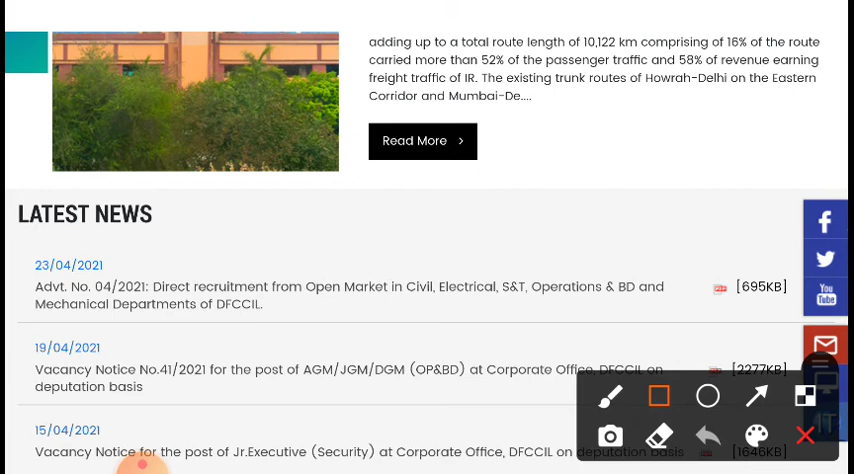 adding up to a total route length of 10,122 km comprising of 16% of the route
carried more than 52% of the passenger traffic and 58% of revenue earning
freight traffic of IR. The existing trunk routes of Howrah-Delhi on the Eastern
Corridor and Mumbai-De....
Read More >
LATEST NEWS
23/04/2021
Advt. No. 04/2021: Direct recruitment from Open Market in Civil, Electrical, S&T, Operations & BD and [695KB]
Mechanical Departments of DFCCIL.
19/04/2021
Vacancy Notice No.41/2021 for the post of AGM/JGM/DGM (OP&BD) at Corporate Office, DFCCIL on [2277KB]
deputation basis
15/04/2021
Vacancy Notice for the post of Jr.Executive (Security) at Corporate Office, DFCCIL on deputation basis [1646KB]
You
Tube